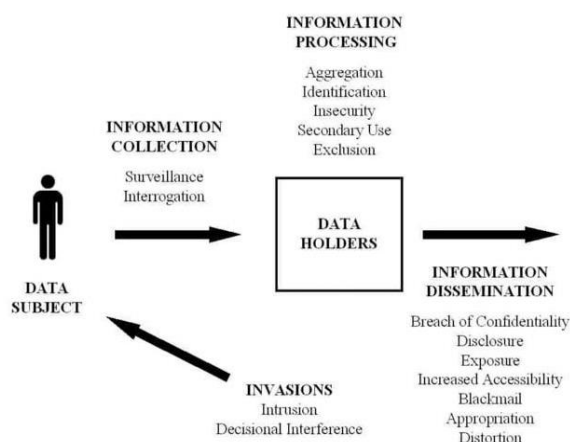 INFORMATION
PROCESSING
Aggregation
Identification
Insecurity
Secondary Use
Exclusion
INFORMATION
COLLECTION
Surveillance
Interrogation
DATA
HOLDERS
DATA
SUBJECT
INFORMATION
DISSEMINATION
Breach of Confidentiality
Disclosure
Exposure
Increased Accessibility
Blackmail
Appropriation
Distortion
INVASIONS
Intrusion
Decisional Interference